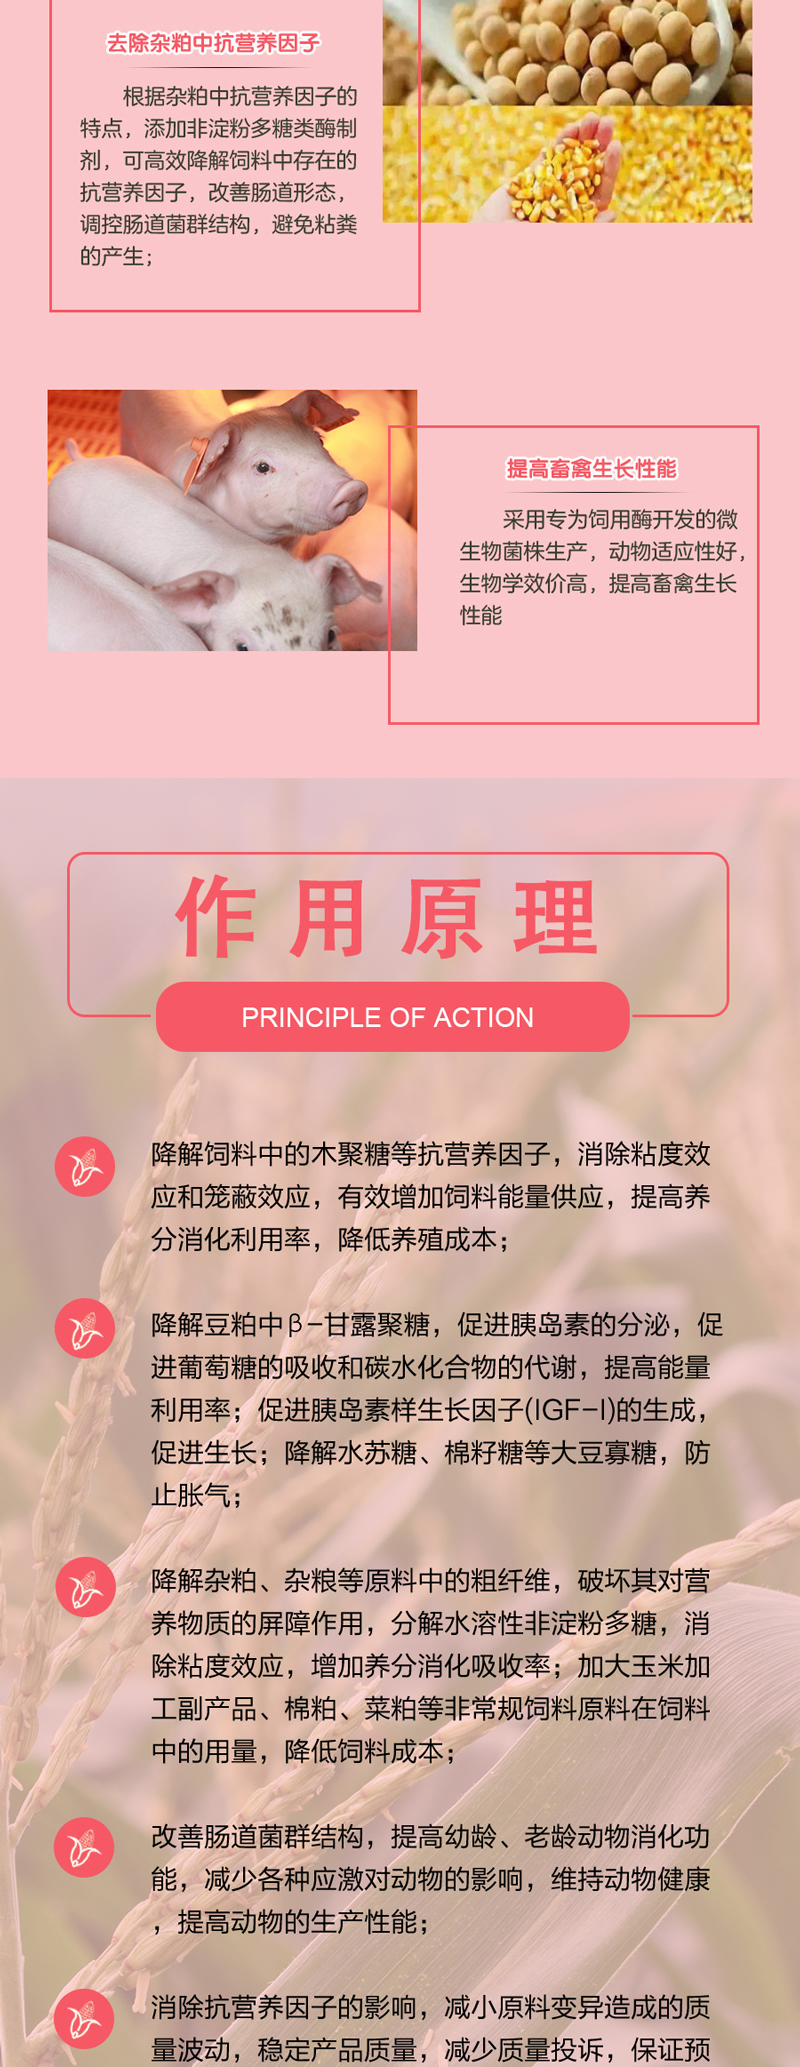 去除杂粕中抗营养因子
根据杂粕中抗营养因子的
特点，添加非淀粉多糖类酶制
剂，可高效降解饲料中存在的
抗营养因子，改善肠道形态，
调控肠道菌群结构，避免粘粪
的产生；
提高畜禽生长性能
采用专为饲用酶开发的微
生物菌株生产，动物适应性好，
生物学效价高，提高畜禽生长
性能
作用原理
PRINCIPLE OF ACTION
降解饲料中的木聚糖等抗营养因子，消除粘度效
应和笼蔽效应，有效增加饲料能量供应，提高养
分消化利用率，降低养殖成本；
降解豆粕中β-甘露聚糖，促进胰岛素的分泌，促
进葡萄糖的吸收和碳水化合物的代谢，提高能量
利用率；促进胰岛素样生长因子(IGF-I)的生成，
促进生长；降解水苏糖、棉籽糖等大豆寡糖，防
止胀气；
降解杂粕、杂粮等原料中的粗纤维，破坏其对营
养物质的屏障作用，分解水溶性非淀粉多糖，消
除粘度效应，增加养分消化吸收率；加大玉米加
工副产品、棉粕、菜粕等非常规饲料原料在饲料
中的用量，降低饲料成本；
改善肠道菌群结构，提高幼龄、老龄动物消化功
能，减少各种应激对动物的影响，维持动物健康
，提高动物的生产性能；
消除抗营养因子的影响，减小原料变异造成的质
量波动，稳定产品质量，减少质量投诉，保证预